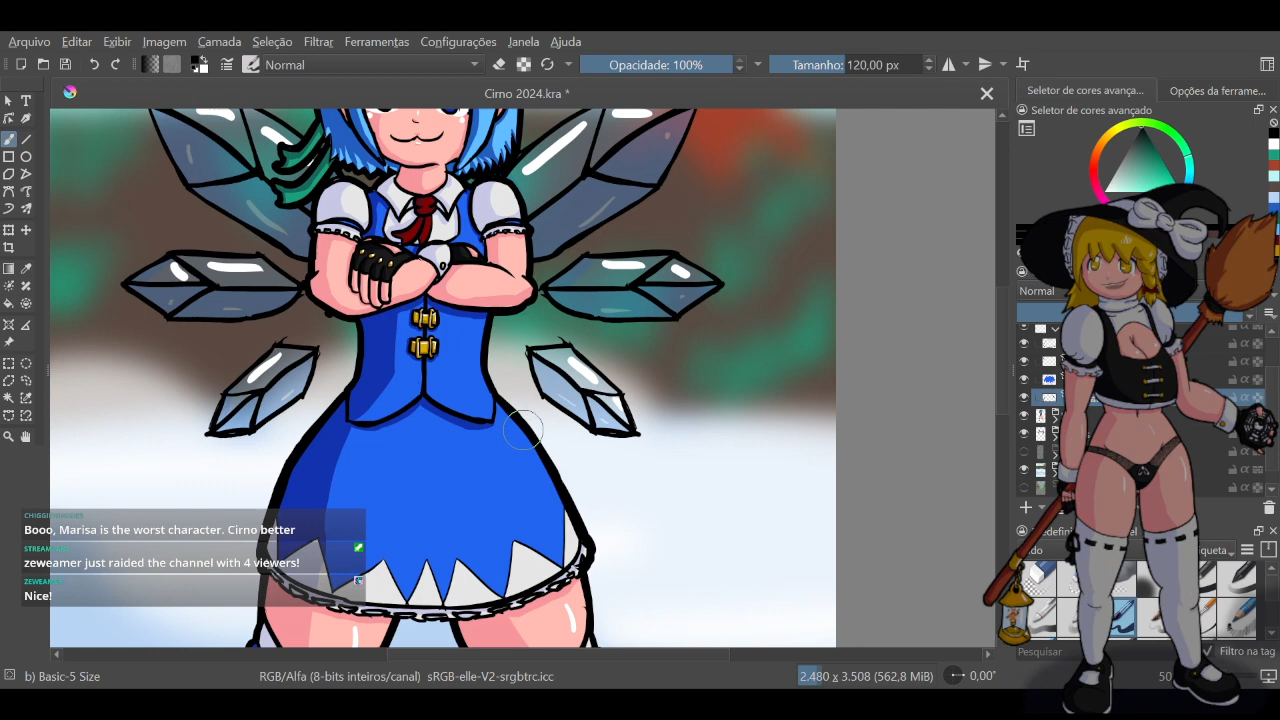 Arquivo Editar Exibir Imagem Camada Seleção Filtrar Ferramentas Configurações Janela Ajuda
Normal Opacidade: 100% Tamanho: 120,00 px
Cirno 2024.kra *
Seletor de cores avança... Opções da ferrame...
Seletor de cores avançado
Normal
Booo, Marisa is the worst character. Cirno better
zeweamer just raided the channel with 4 viewers!
ZEWEAMER
Nice!
Pesquisar Filtro na tag
b) Basic-5 Size RGB/Alfa (8-bits inteiros/canal) sRGB-elle-V2-srgbtrc.icc 2.480 x 3.508 (562,8 MiB) 0,00° 50